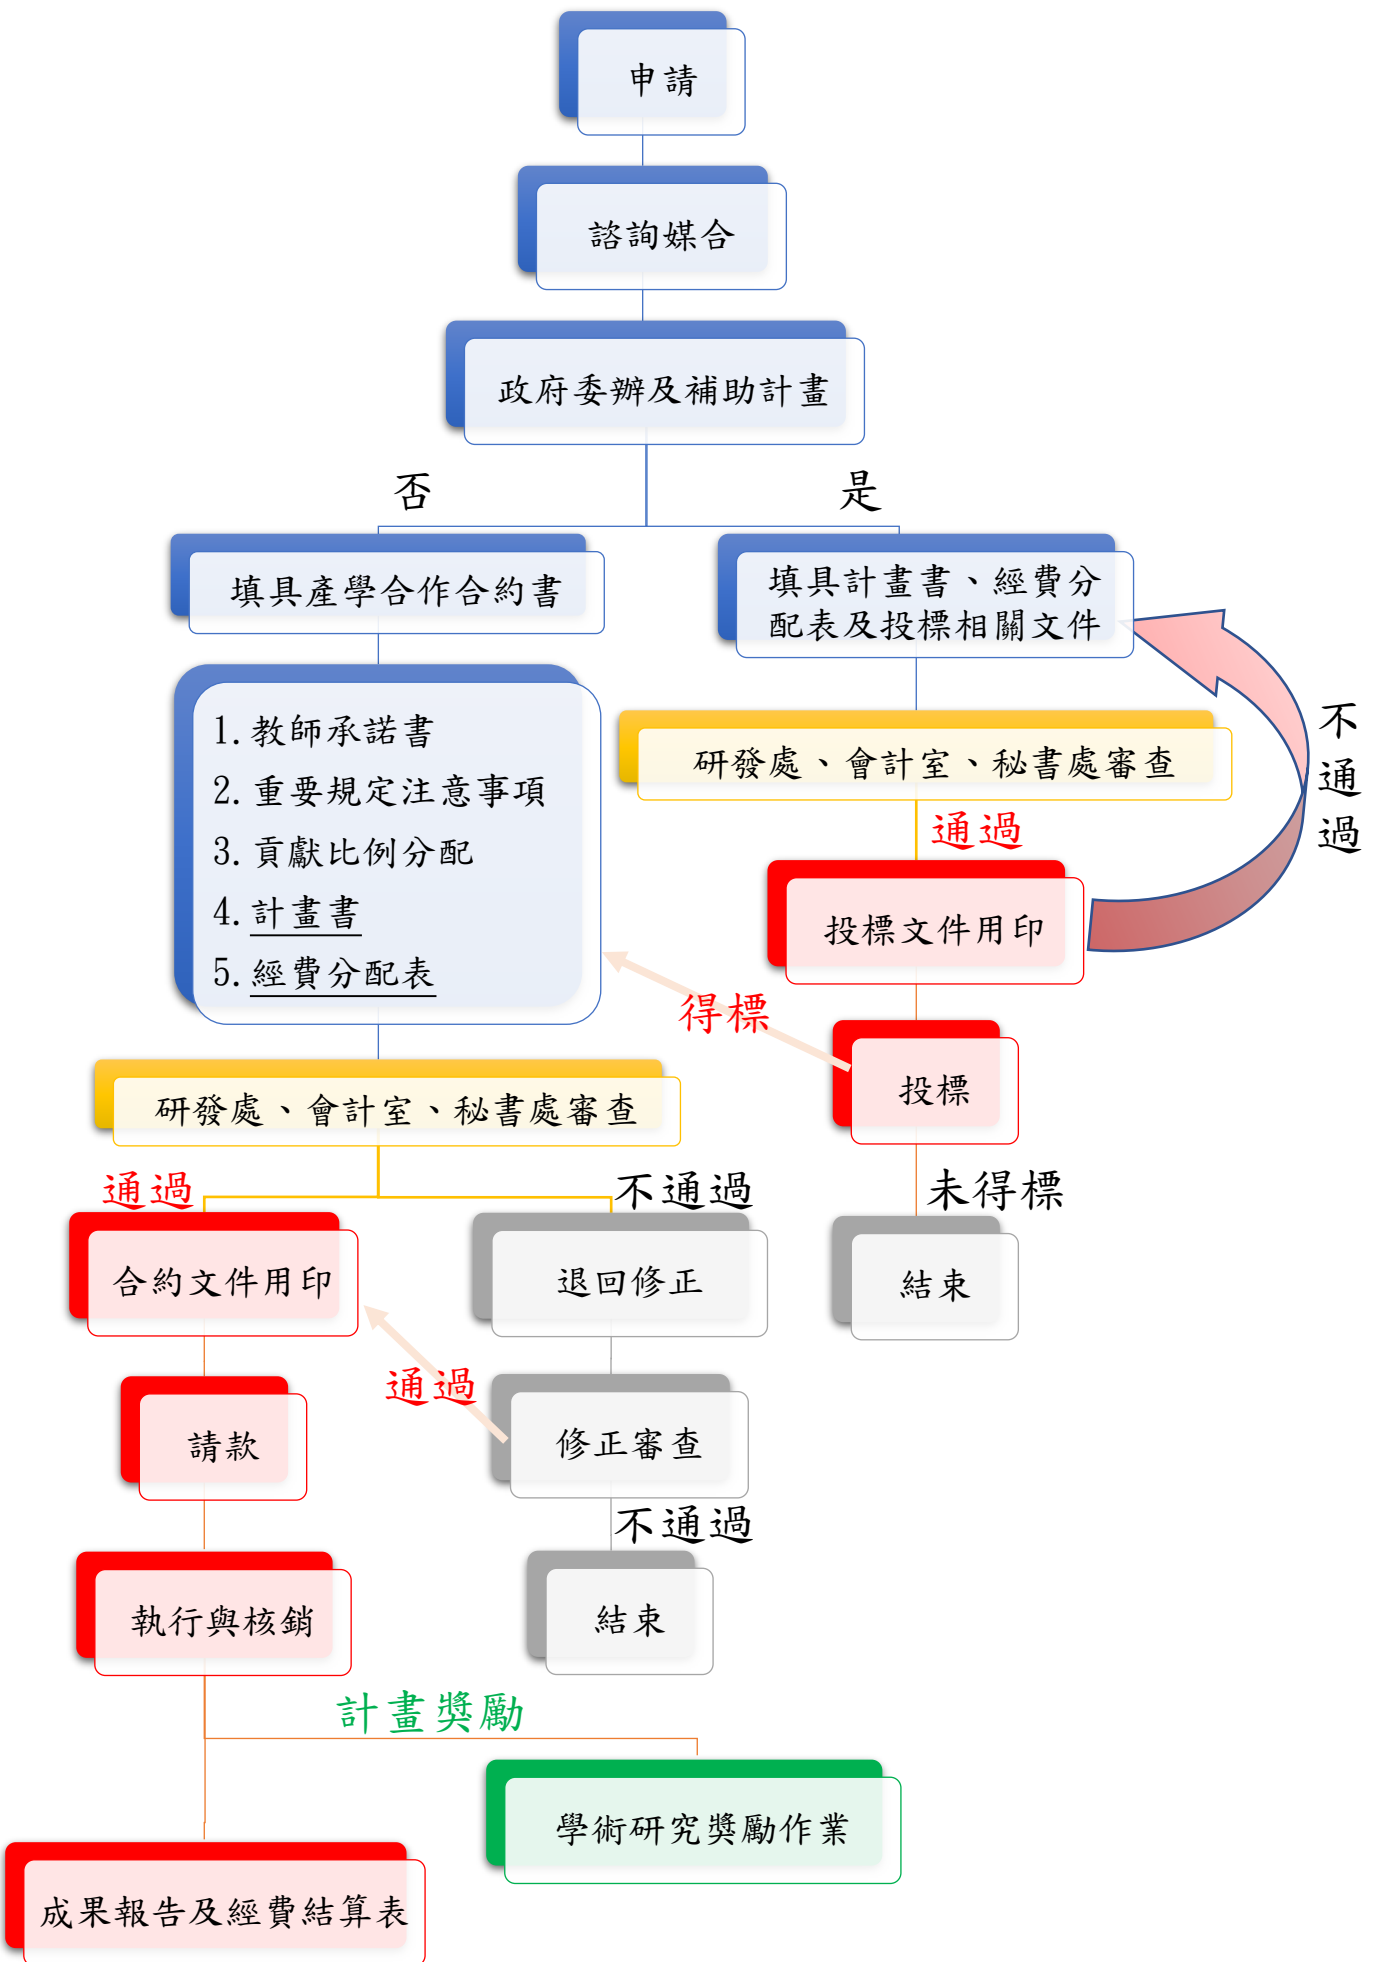 申請
諮詢媒合
政府委辦及補助計畫
否
是
填具產學合作合約書
填具計畫書、經費分
配表及投標相關文件
1.教師承諾書
2.重要規定注意事項
3.貢獻比例分配
4.計畫書
5.經費分配表
研發處、會計室、秘書處審查
通過
不通過
投標文件用印
得標
投標
研發處、會計室、秘書處審查
通過
不通過
未得標
合約文件用印
退回修正
結束
通過
請款
修正審查
不通過
執行與核銷
結束
計畫獎勵
學術研究獎勵作業
成果報告及經費結算表